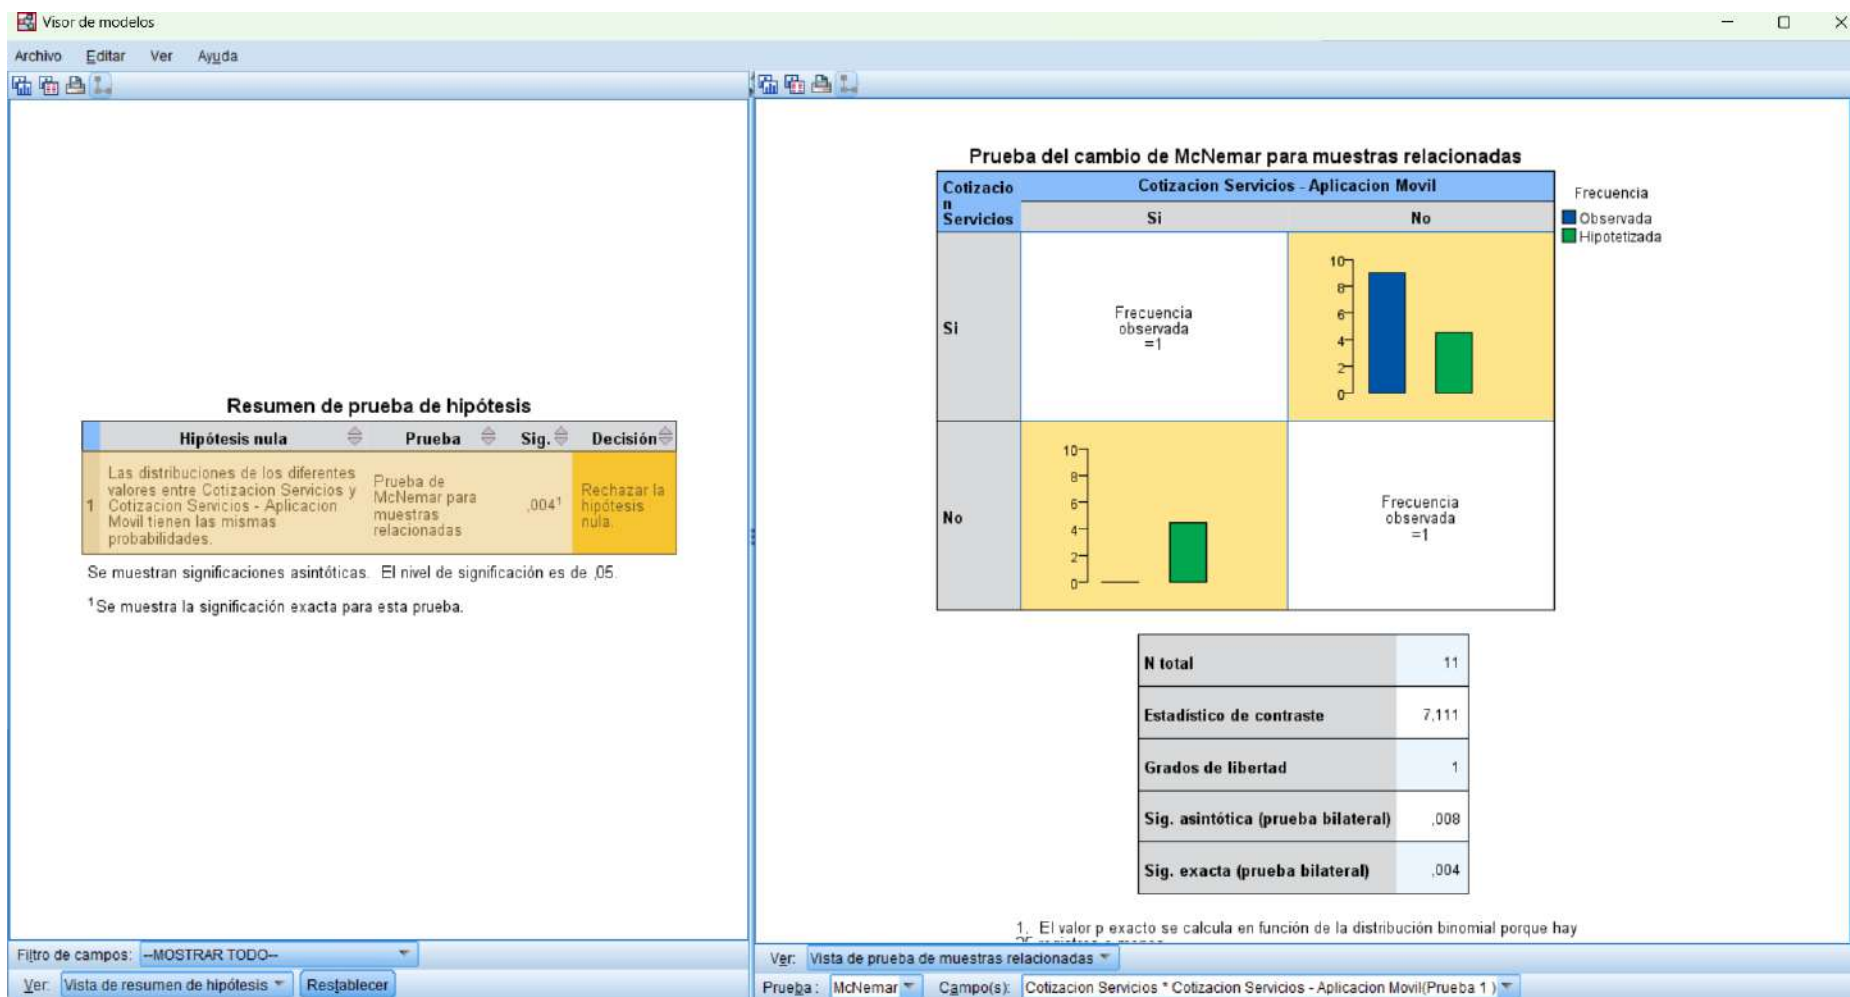 Visor de modelos
Archivo Editar Ver Ayuda
Resumen de prueba de hipótesis
Hipótesis nula Prueba Sig. Decisión
1
Las distribuciones de los diferentes
valores entre Cotizacion Servicios y
Cotizacion Servicios - Aplicacion
Movil tienen las mismas
probabilidades.
Prueba de
McNemar para
muestras
relacionadas
,004¹
Rechazar la
hipótesis
nula.
Se muestran significaciones asintóticas. El nivel de significación es de ,05.
¹Se muestra la significación exacta para esta prueba.
Filtro de campos: --MOSTRAR TODO--
Ver: Vista de resumen de hipótesis Restablecer
Prueba del cambio de McNemar para muestras relacionadas
Cotizacio
n
Servicios
Cotizacion Servicios - Aplicacion Movil
Si No
Frecuencia
Observada
Hipotetizada
Si
Frecuencia
observada
=1
10
8
6
4
2
0
No
10
8
6
4
2
0
Frecuencia
observada
=1
N total 11
Estadístico de contraste 7,111
Grados de libertad 1
Sig. asintótica (prueba bilateral) ,008
Sig. exacta (prueba bilateral) ,004
1. El valor p exacto se calcula en función de la distribución binomial porque hay
Ver: Vista de prueba de muestras relacionadas
Prueba: McNemar Campo(s): Cotizacion Servicios * Cotizacion Servicios - Aplicacion Movil(Prueba 1 )